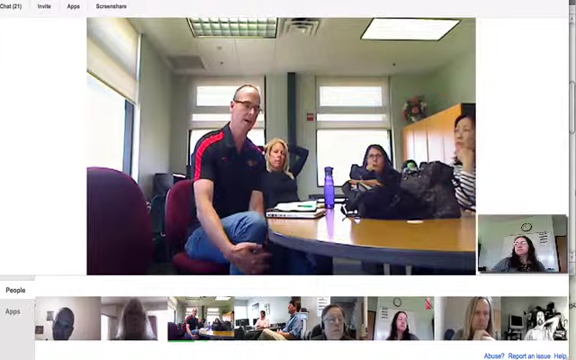 Chat (21) Invite Apps Screenshare
People
Apps
Abuse? Report an issue Help